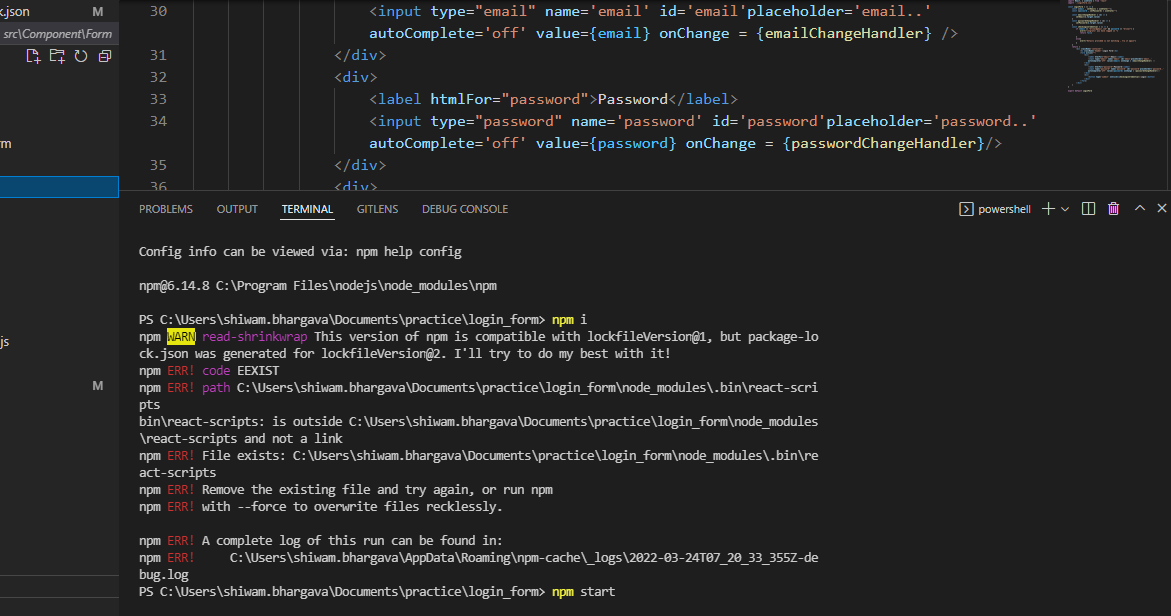 k.json M
src\Component\Form
rm
js
M
30 <input type="email" name='email' id='email'placeholder='email..'
autoComplete='off' value={email} onChange = {emailChangeHandler} />
31 </div>
32 <div>
33 <label htmlFor="password">Password</label>
34 <input type="password" name='password' id='password'placeholder='password..'
autoComplete='off' value={password} onChange = {passwordChangeHandler}/>
35 </div>
36 <div>
PROBLEMS OUTPUT TERMINAL GITLENS DEBUG CONSOLE powershell
Config info can be viewed via: npm help config
npm@6.14.8 C:\Program Files\nodejs\node_modules\npm
PS C:\Users\shiwam.bhargava\Documents\practice\login_form> npm i
npm WARN read-shrinkwrap This version of npm is compatible with lockfileVersion@1, but package-lo
ck.json was generated for lockfileVersion@2. I'll try to do my best with it!
npm ERR! code EEXIST
npm ERR! path C:\Users\shiwam.bhargava\Documents\practice\login_form\node_modules\.bin\react-scri
pts
bin\react-scripts: is outside C:\Users\shiwam.bhargava\Documents\practice\login_form\node_modules
\react-scripts and not a link
npm ERR! File exists: C:\Users\shiwam.bhargava\Documents\practice\login_form\node_modules\.bin\re
act-scripts
npm ERR! Remove the existing file and try again, or run npm
npm ERR! with --force to overwrite files recklessly.
npm ERR! A complete log of this run can be found in:
npm ERR!     C:\Users\shiwam.bhargava\AppData\Roaming\npm-cache\_logs\2022-03-24T07_20_33_355Z-de
bug.log
PS C:\Users\shiwam.bhargava\Documents\practice\login_form> npm start